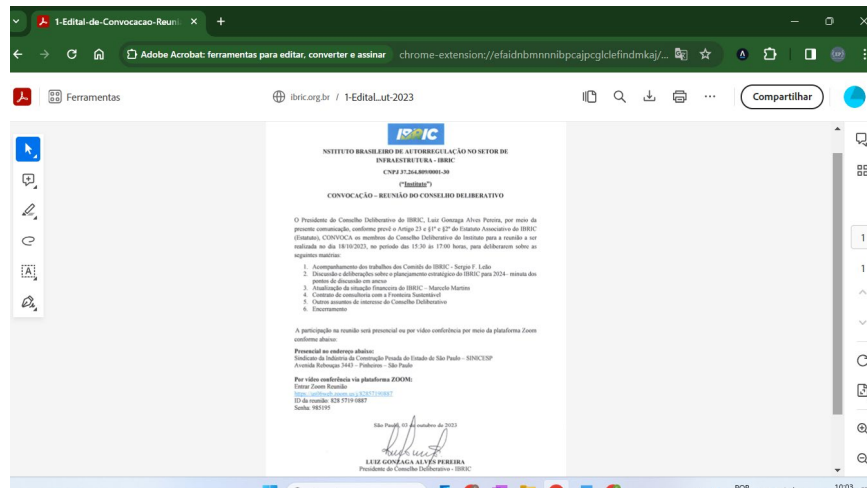 1-Edital-de-Convocacao-Reuni
Adobe Acrobat: ferramentas para editar, converter e assinar chrome-extension://efaidnbmnnnibpcajpcglclefindmkaj/...
Ferramentas
ibric.org.br / 1-Edital...ut-2023
Compartilhar
IBRIC
NSTITUTO BRASILEIRO DE AUTORREGULAÇÃO NO SETOR DE
INFRAESTRUTURA - IBRIC
CNPJ 37.264.809/0001-30
("Instituto")
CONVOCAÇÃO – REUNIÃO DO CONSELHO DELIBERATIVO
O Presidente do Conselho Deliberativo do IBRIC, Luiz Gonzaga Alves Pereira, por meio da
presente comunicação, conforme prevê o Artigo 23 e §1º e §2º do Estatuto Associativo do IBRIC
(Estatuto), CONVOCA os membros do Conselho Deliberativo do Instituto para a reunião a ser
realizada no dia 18/10/2023, no período das 15:30 às 17:00 horas, para deliberarem sobre as
seguintes matérias:
1. Acompanhamento dos trabalhos dos Comitês do IBRIC - Sergio F. Leão
2. Discussão e deliberações sobre o planejamento estratégico do IBRIC para 2024- minuta dos
pontos de discussão em anexo
3. Atualização da situação financeira do IBRIC – Marcelo Martins
4. Contrato de consultoria com a Fronteira Sustentável
5. Outros assuntos de interesse do Conselho Deliberativo
6. Encerramento
A participação na reunião será presencial ou por vídeo conferência por meio da plataforma Zoom
conforme abaixo:
Presencial no endereço abaixo:
Sindicato da Indústria da Construção Pesada do Estado de São Paulo – SINICESP
Avenida Rebouças 3443 – Pinheiros – São Paulo
Por vídeo conferência via plataforma ZOOM:
Entrar Zoom Reunião
ID da reunião: 828 5719 0887
Senha: 985195
São Paulo, 03 de outubro de 2023
LUIZ GONZAGA ALVES PEREIRA
Presidente do Conselho Deliberativo - IBRIC
1
1
POR
10:03